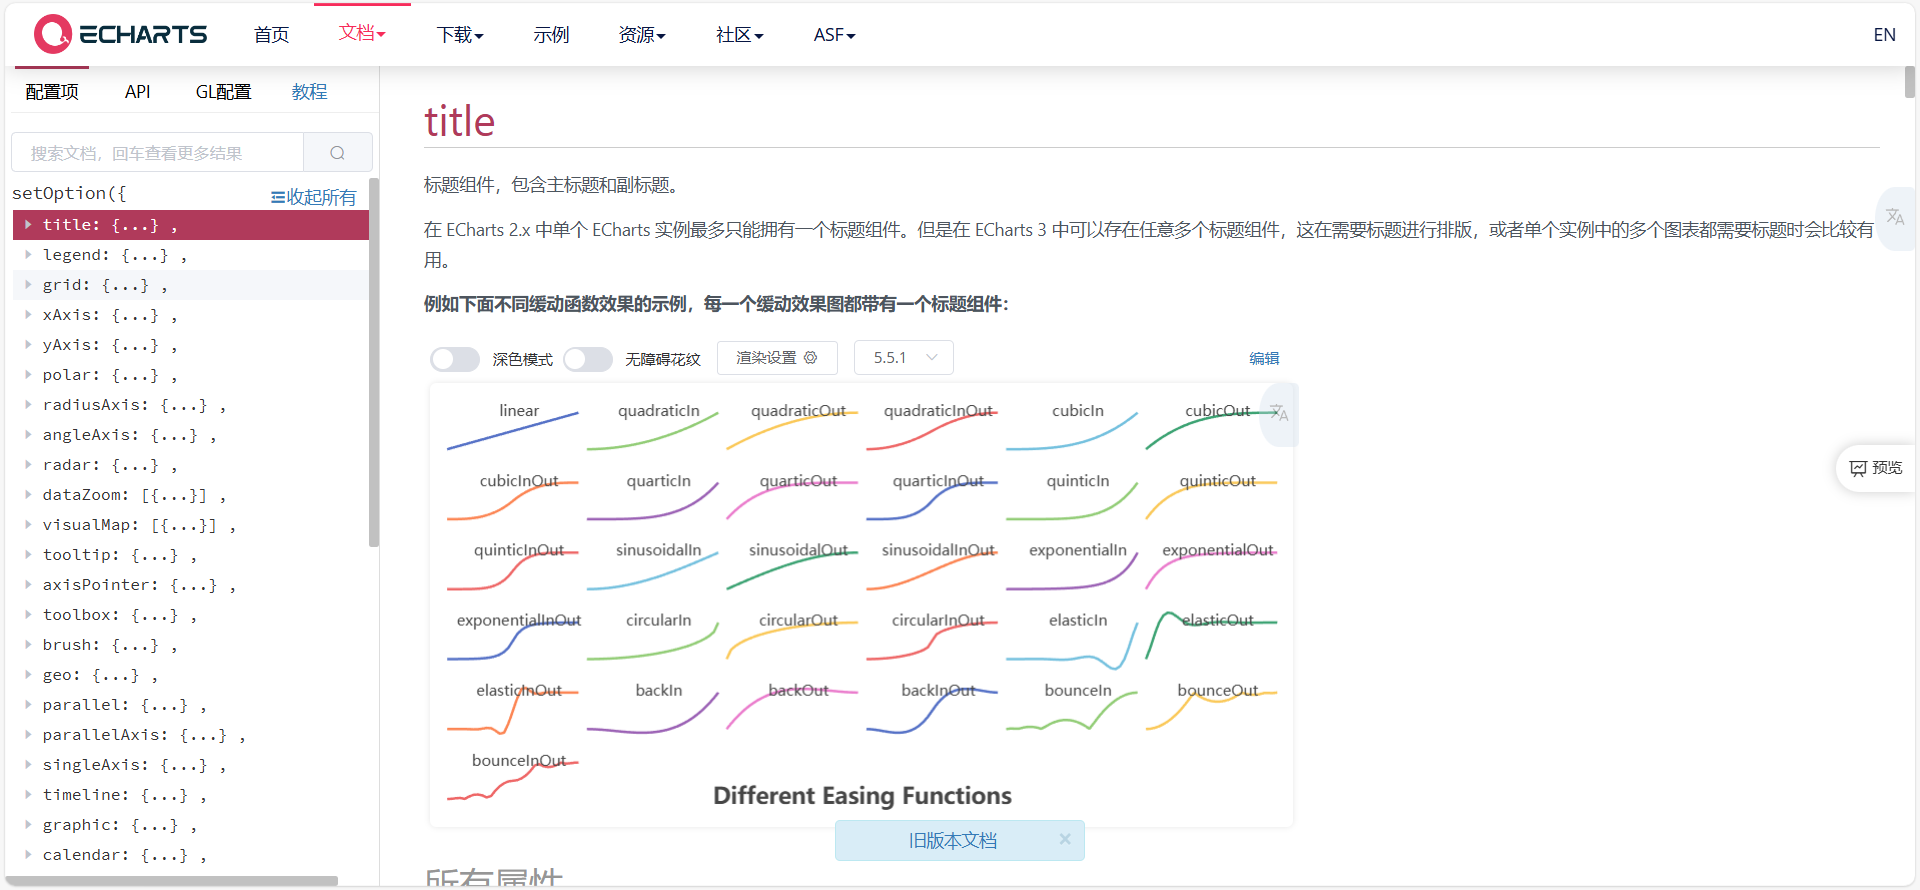 ECHARTS 首页 文档 下载 示例 资源 社区 ASF EN
配置项 API GL配置 教程
搜索文档，回车查看更多结果
setOption({ 收起所有
title: {...} ,
legend: {...} ,
grid: {...} ,
xAxis: {...} ,
yAxis: {...} ,
polar: {...} ,
radiusAxis: {...} ,
angleAxis: {...} ,
radar: {...} ,
dataZoom: [{...}] ,
visualMap: [{...}] ,
tooltip: {...} ,
axisPointer: {...} ,
toolbox: {...} ,
brush: {...} ,
geo: {...} ,
parallel: {...} ,
parallelAxis: {...} ,
singleAxis: {...} ,
timeline: {...} ,
graphic: {...} ,
calendar: {...} ,
title
标题组件，包含主标题和副标题。
在 ECharts 2.x 中单个 ECharts 实例最多只能拥有一个标题组件。但是在 ECharts 3 中可以存在任意多个标题组件，这在需要标题进行排版，或者单个实例中的多个图表都需要标题时会比较有
用。
例如下面不同缓动函数效果的示例，每一个缓动效果图都带有一个标题组件：
深色模式 无障碍花纹 渲染设置 5.5.1 编辑
linear quadraticIn quadraticOut quadraticInOut cubicIn cubicOut
cubicInOut quarticIn quarticOut quarticInOut quinticIn quinticOut
quinticInOut sinusoidalIn sinusoidalOut sinusoidalInOut exponentialIn exponentialOut
exponentialInOut circularIn circularOut circularInOut elasticIn elasticOut
elasticInOut backIn backOut backInOut bounceIn bounceOut
bounceInOut
Different Easing Functions
预览
旧版本文档 ×
所有属性